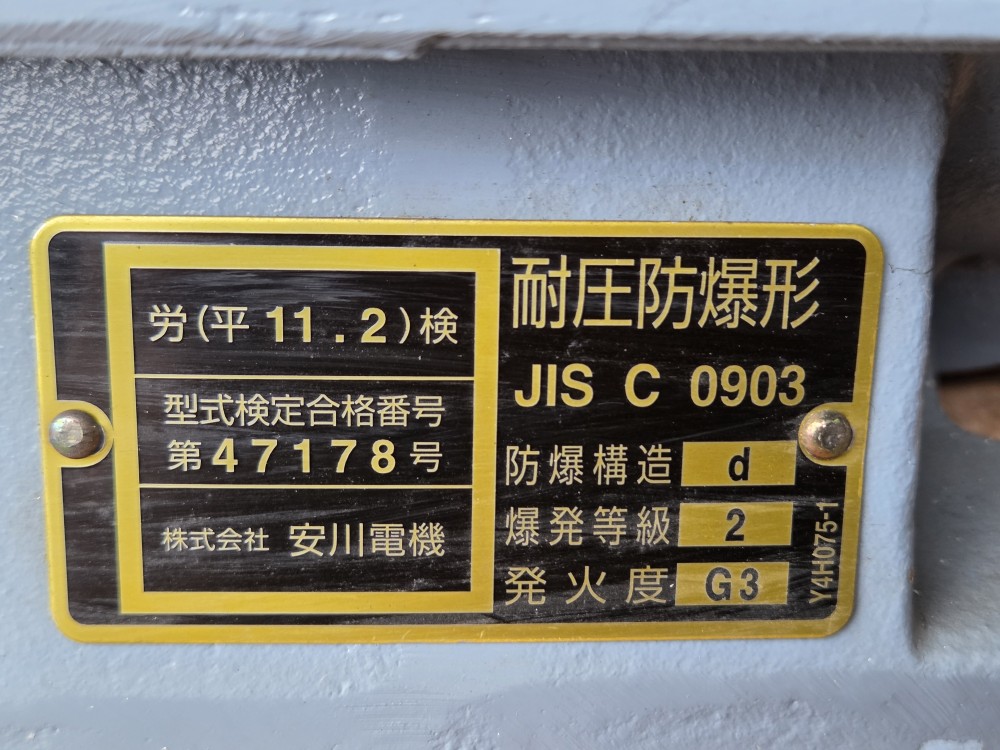 労(平11.2)検
型式検定合格番号
第47178号
株式会社 安川電機
耐圧防爆形
JIS C 0903
防爆構造 d
爆発等級 2
発火度 G3
Y4H075-1